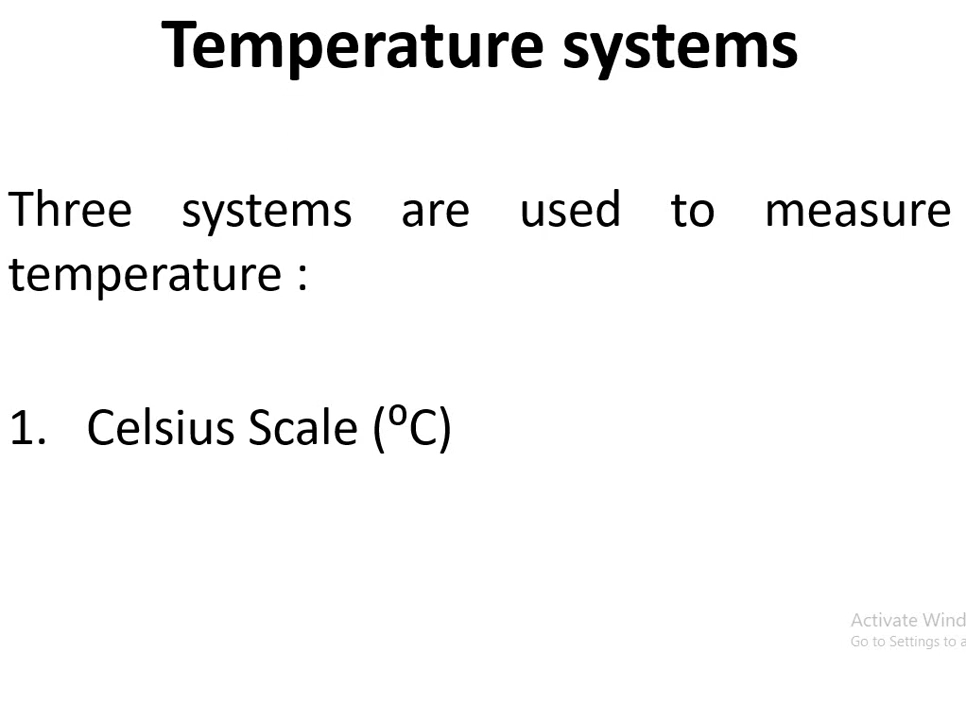 Temperature systems
Three systems are used to measure
temperature :
1. Celsius Scale (⁰C)
Activate Wind
Go to Settings to a